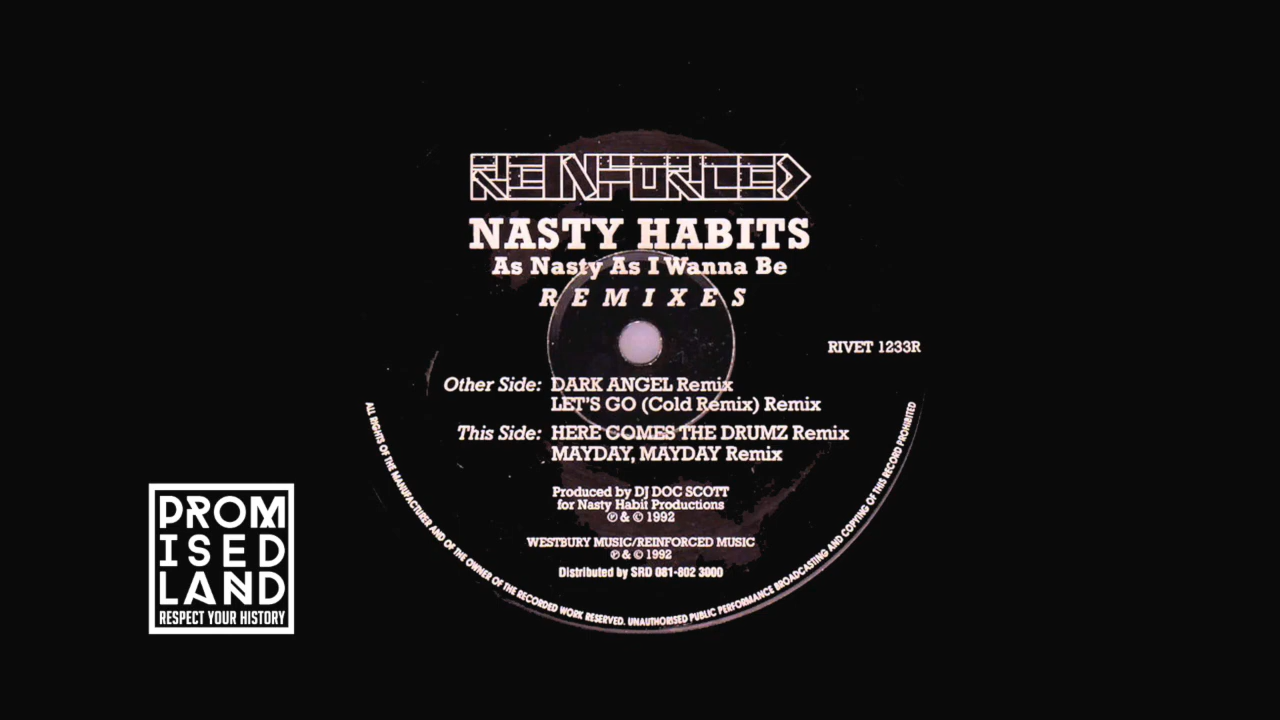 REINFORCED
NASTY HABITS
As Nasty As I Wanna Be
REMIXES
RIVET 1233R
Other Side: DARK ANGEL Remix
LET'S GO (Cold Remix) Remix
This Side: HERE COMES THE DRUMZ Remix
MAYDAY, MAYDAY Remix
Produced by DJ DOC SCOTT
for Nasty Habit Productions
℗ & © 1992
WESTBURY MUSIC/REINFORCED MUSIC
℗ & © 1992
Distributed by SRD 081-802 3000
ALL RIGHTS OF THE MANUFACTURER AND OF THE OWNER OF THE RECORDED WORK RESERVED. UNAUTHORISED PUBLIC PERFORMANCE BROADCASTING AND COPYING OF THIS RECORD PROHIBITED
PROM
ISED
LAND
RESPECT YOUR HISTORY